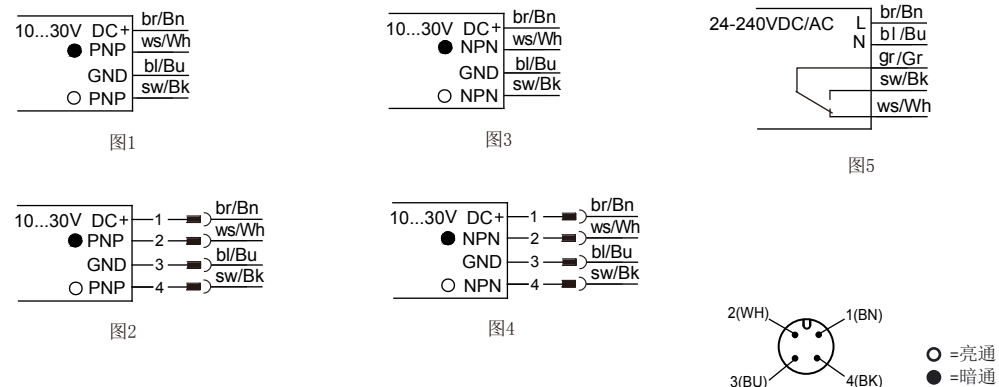 10...30V DC+ br/Bn
● PNP ws/Wh
GND bl/Bu
○ PNP sw/Bk
图1
10...30V DC+ br/Bn
● NPN ws/Wh
GND bl/Bu
○ NPN sw/Bk
图3
24-240VDC/AC L br/Bn
N bl/Bu
gr/Gr
sw/Bk
ws/Wh
图5
10...30V DC+ 1 br/Bn
● PNP 2 ws/Wh
GND 3 bl/Bu
○ PNP 4 sw/Bk
图2
10...30V DC+ 1 br/Bn
● NPN 2 ws/Wh
GND 3 bl/Bu
○ NPN 4 sw/Bk
图4
2(WH) 1(BN)
3(BU) 4(BK)
○ =亮通
● =暗通